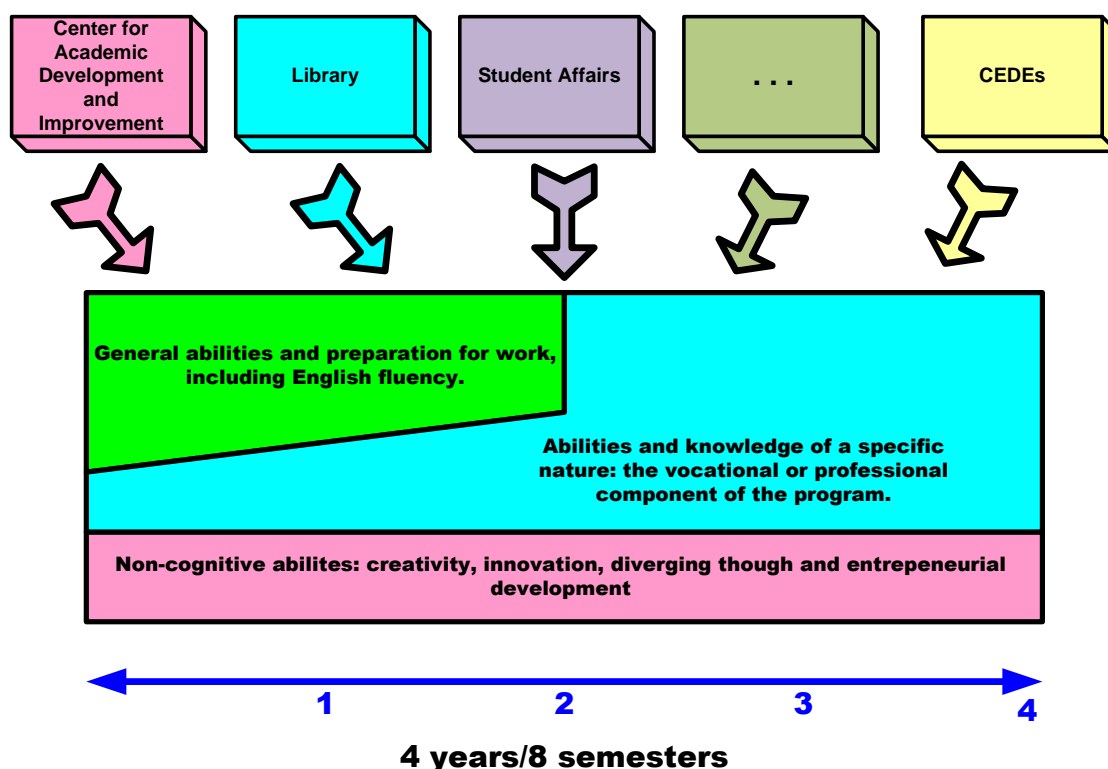 Center for
Academic
Development
and
Improvement
Library
Student Affairs
. . .
CEDEs
General abilities and preparation for work,
including English fluency.
Abilities and knowledge of a specific
nature: the vocational or professional
component of the program.
Non-cognitive abilites: creativity, innovation, diverging though and entrepeneurial
development
1
2
3
4
4 years/8 semesters